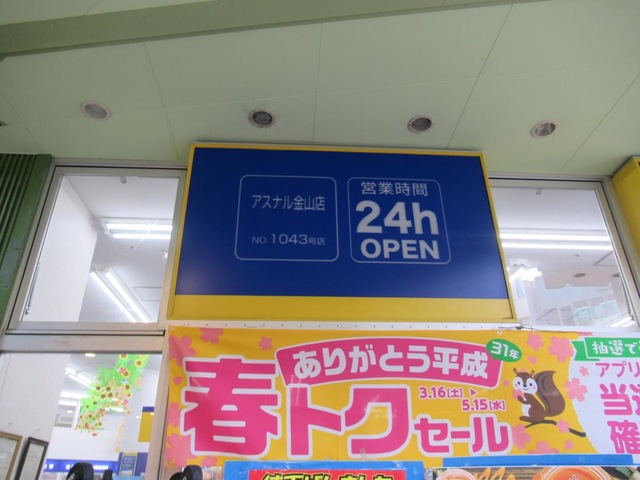 アスナル金山店
NO. 1043号店
営業時間
24h
OPEN
ありがとう平成
31年
春トクセール
3.16(土)
5.15(水)
抽選で
アプリ
当選
確